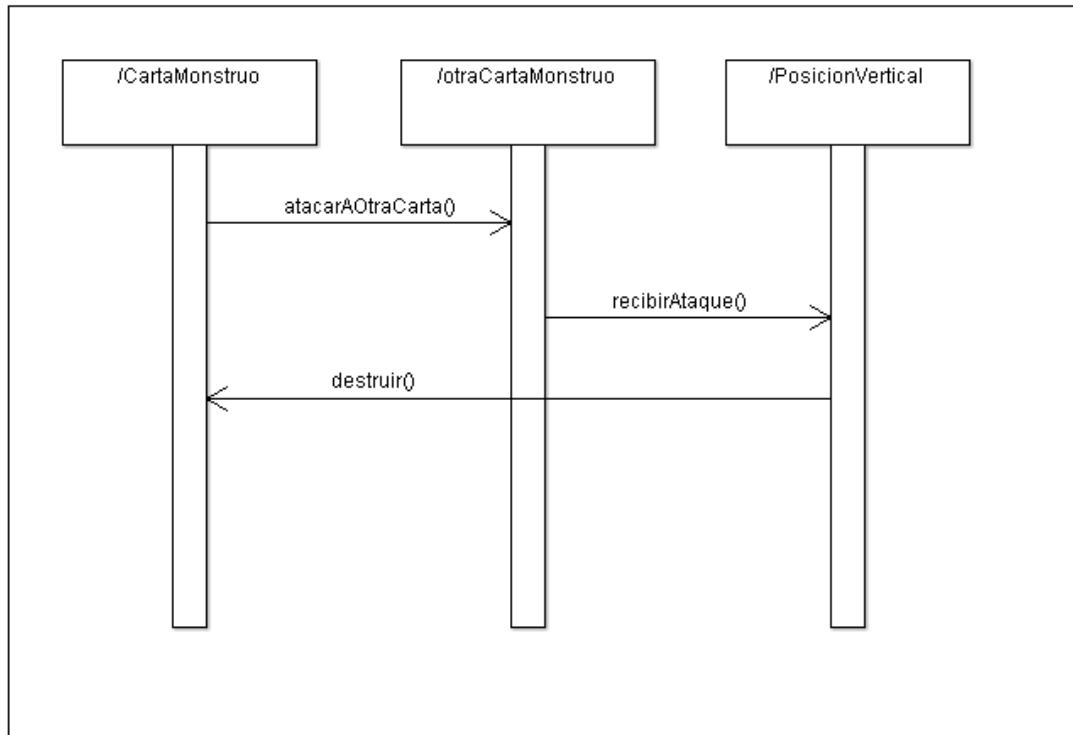 /CartaMonstruo
/otraCartaMonstruo
/PosicionVertical
atacarAOtraCarta()
recibirAtaque()
destruir()